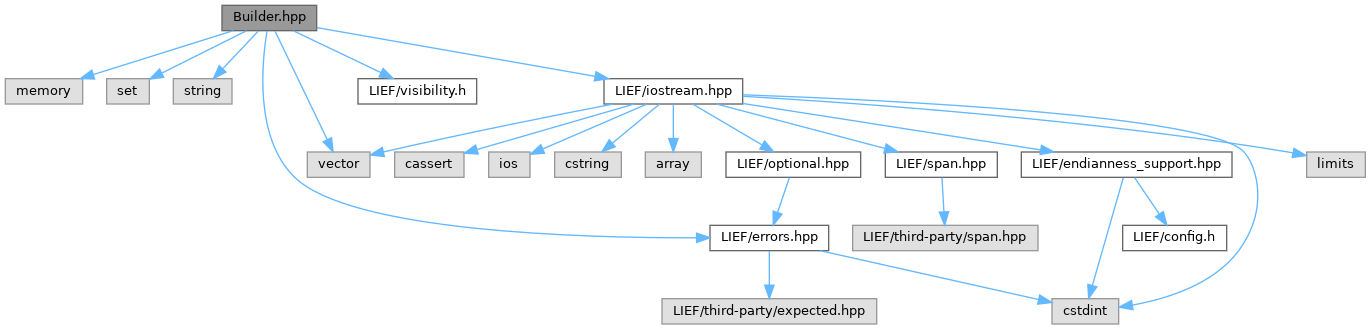 Builder.hpp
memory
set
string
LIEF/visibility.h
LIEF/iostream.hpp
vector
cassert
ios
cstring
array
LIEF/optional.hpp
LIEF/span.hpp
LIEF/endianness_support.hpp
limits
LIEF/errors.hpp
LIEF/third-party/span.hpp
LIEF/config.h
LIEF/third-party/expected.hpp
cstdint